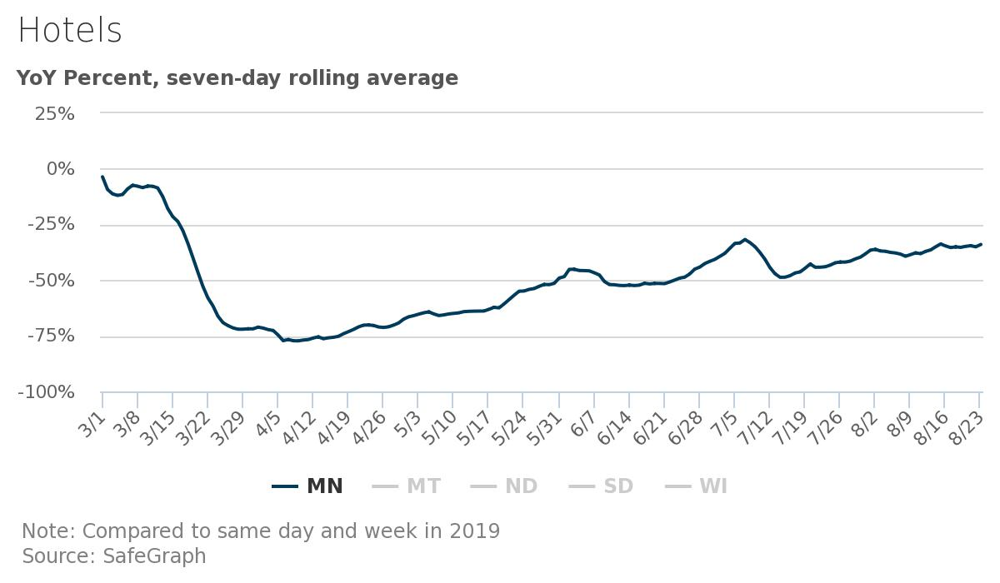 Hotels
YoY Percent, seven-day rolling average
25%
0%
-25%
-50%
-75%
-100%
3/1 3/8 3/15 3/22 3/29 4/5 4/12 4/19 4/26 5/3 5/10 5/17 5/24 5/31 6/7 6/14 6/21 6/28 7/5 7/12 7/19 7/26 8/2 8/9 8/16 8/23
MN MT ND SD WI
Note: Compared to same day and week in 2019
Source: SafeGraph